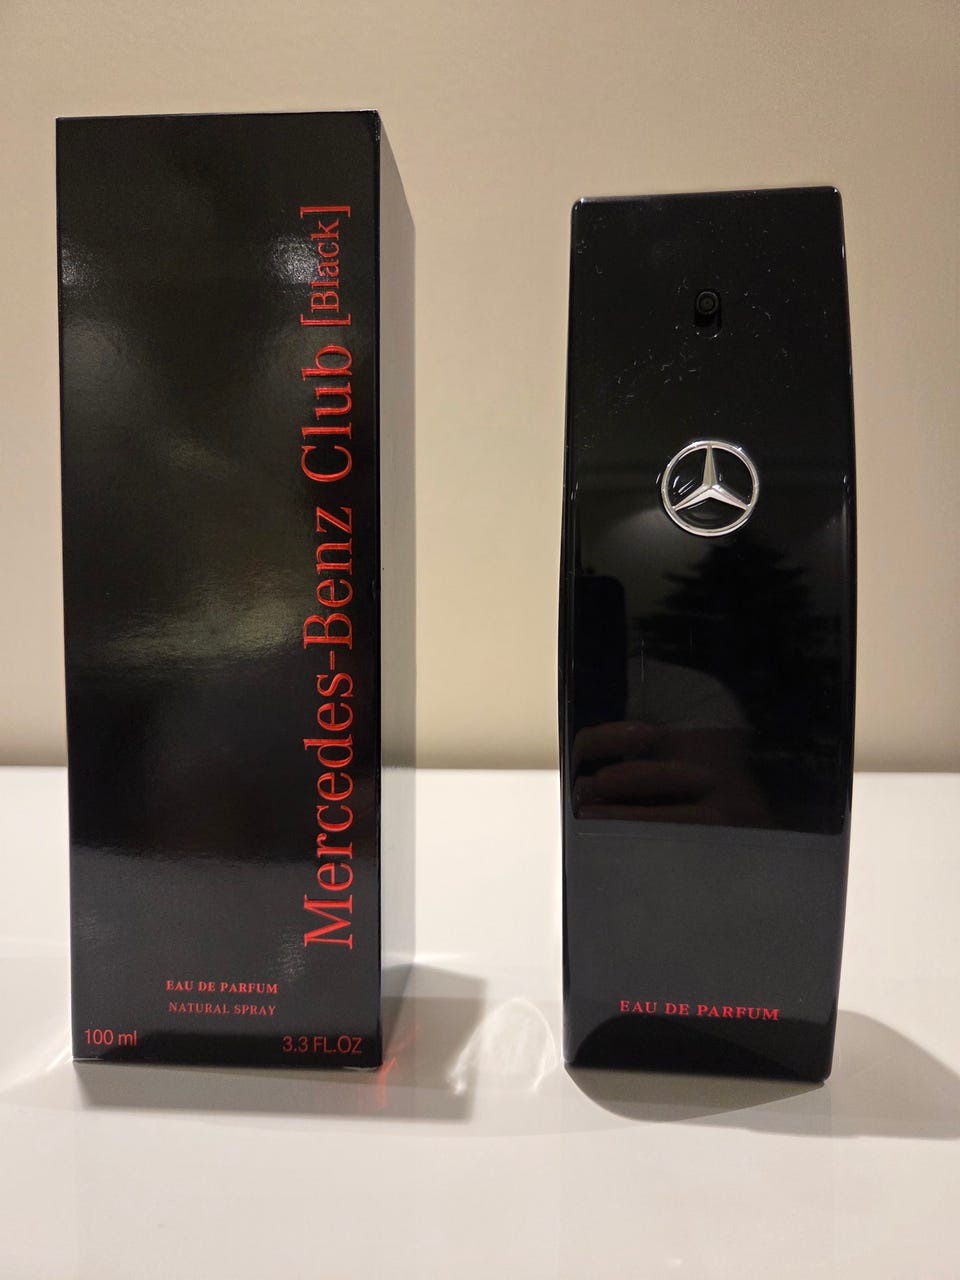 Mercedes-Benz Club [Black]
EAU DE PARFUM
NATURAL SPRAY
100 ml
3.3 FL.OZ
EAU DE PARFUM